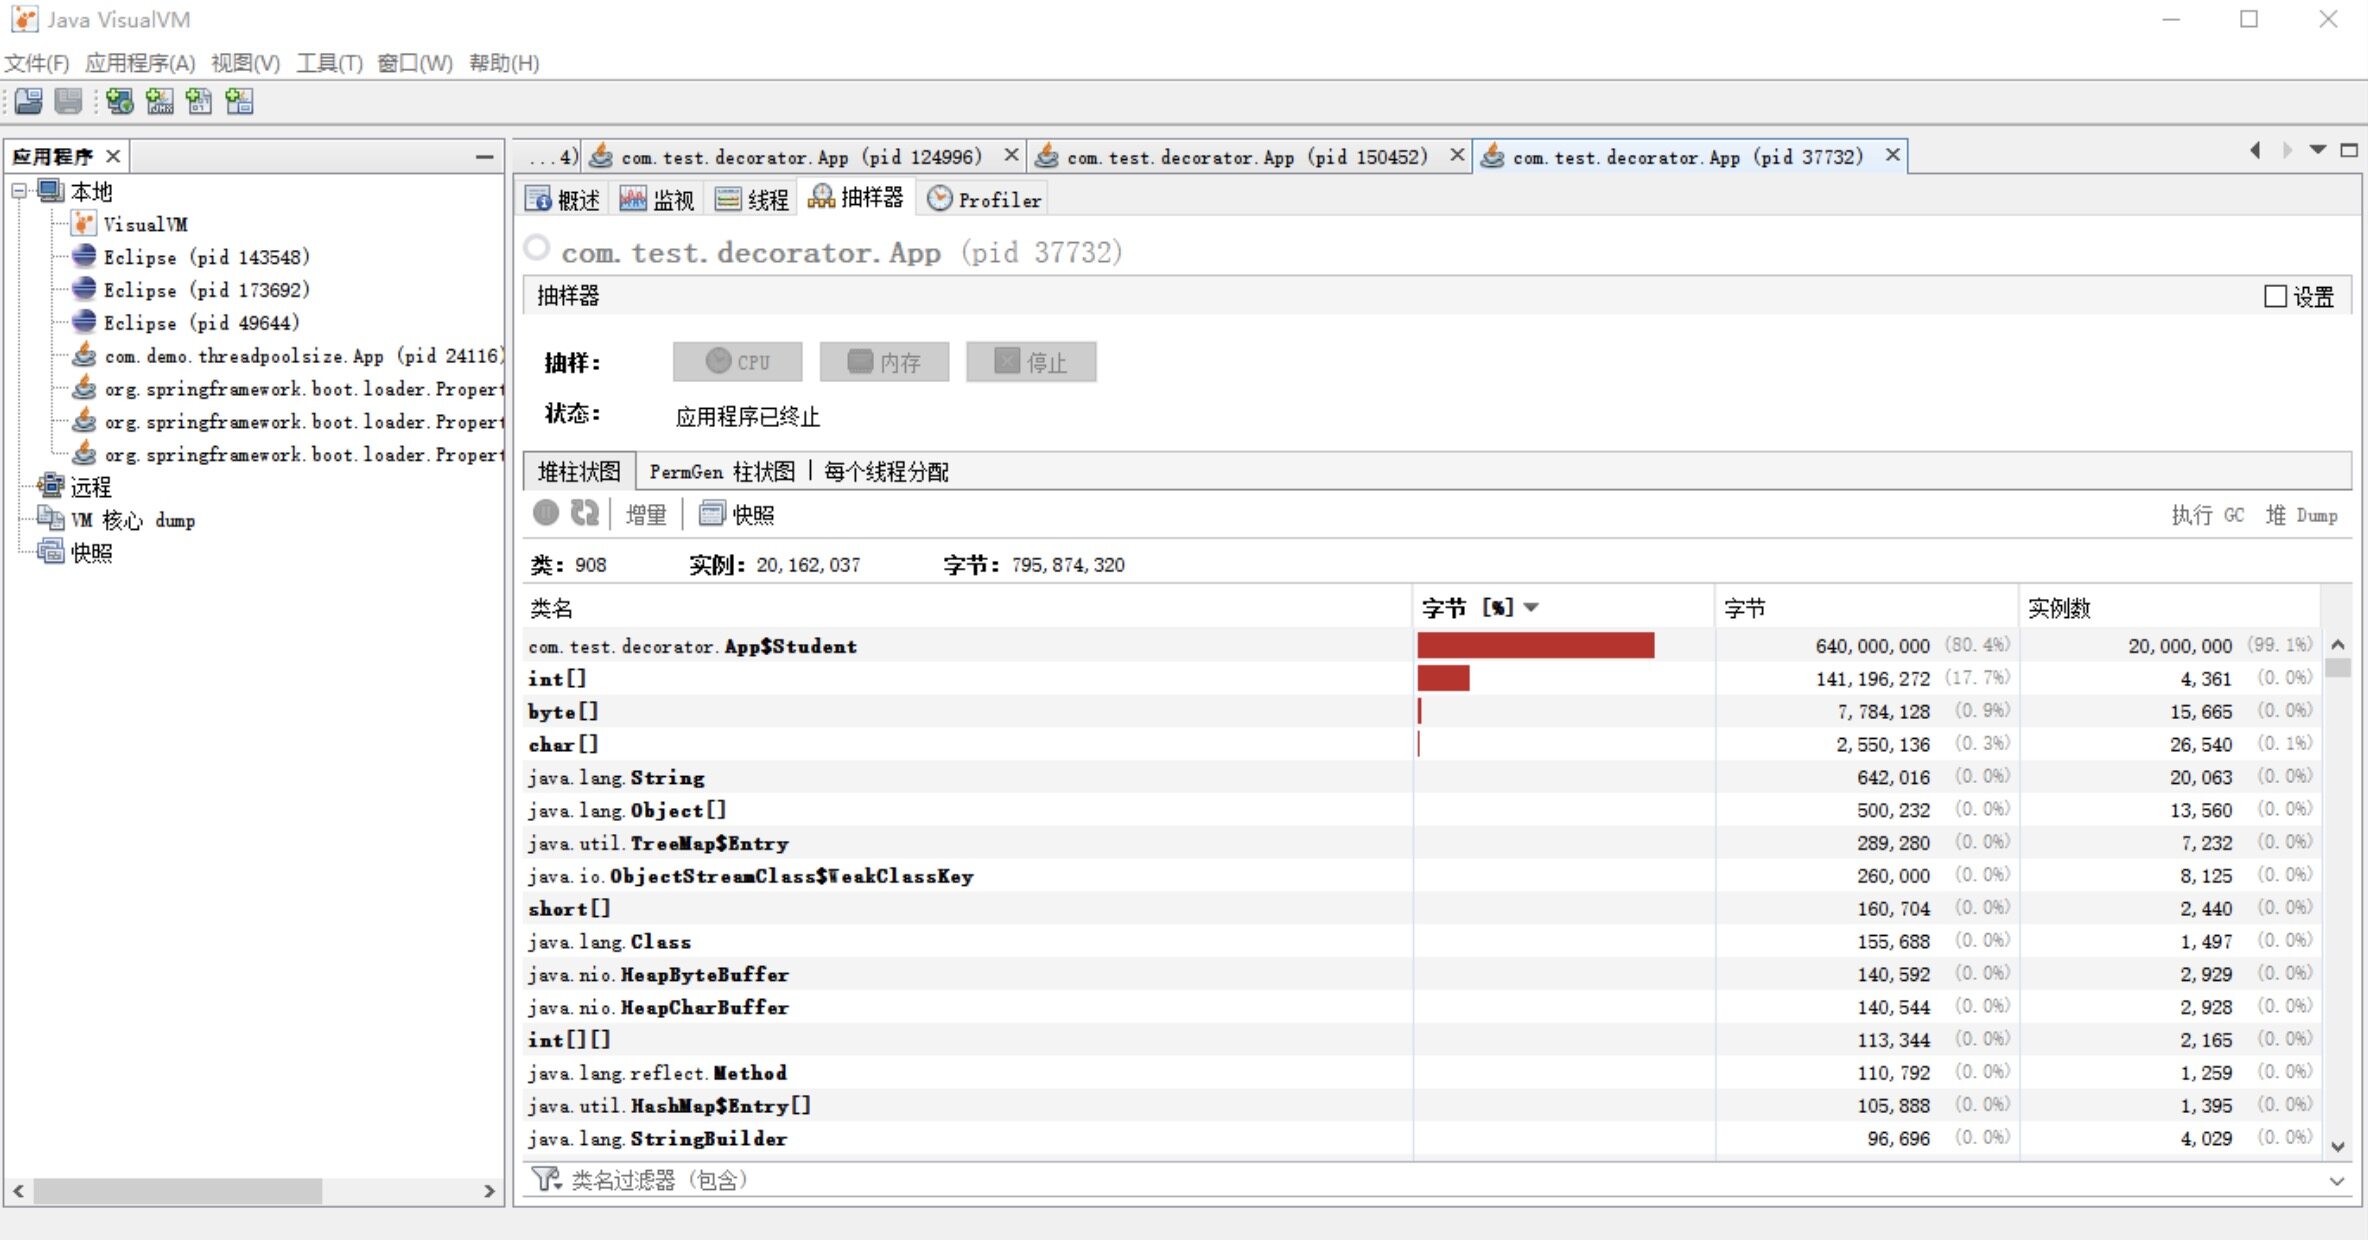 Java VisualVM
文件(F) 应用程序(A) 视图(V) 工具(T) 窗口(W) 帮助(H)
应用程序
本地
VisualVM
Eclipse (pid 143548)
Eclipse (pid 173692)
Eclipse (pid 49644)
com.demo.threadpoolsize.App (pid 24116)
org.springframework.boot.loader.Propert
org.springframework.boot.loader.Propert
org.springframework.boot.loader.Propert
远程
VM 核心 dump
快照
...4) com.test.decorator.App (pid 124996) com.test.decorator.App (pid 150452) com.test.decorator.App (pid 37732)
概述 监视 线程 抽样器 Profiler
com.test.decorator.App (pid 37732)
抽样器 设置
抽样: CPU 内存 停止
状态: 应用程序已终止
堆柱状图 PermGen 柱状图 每个线程分配
增量 快照 执行 GC 堆 Dump
类: 908 实例: 20,162,037 字节: 795,874,320
类名 字节 [%] 字节 实例数
com.test.decorator.App$Student 640,000,000 (80.4%) 20,000,000 (99.1%)
int[] 141,196,272 (17.7%) 4,361 (0.0%)
byte[] 7,784,128 (0.9%) 15,665 (0.0%)
char[] 2,550,136 (0.3%) 26,540 (0.1%)
java.lang.String 642,016 (0.0%) 20,063 (0.0%)
java.lang.Object[] 500,232 (0.0%) 13,560 (0.0%)
java.util.TreeMap$Entry 289,280 (0.0%) 7,232 (0.0%)
java.io.ObjectStreamClass$WeakClassKey 260,000 (0.0%) 8,125 (0.0%)
short[] 160,704 (0.0%) 2,440 (0.0%)
java.lang.Class 155,688 (0.0%) 1,497 (0.0%)
java.nio.HeapByteBuffer 140,592 (0.0%) 2,929 (0.0%)
java.nio.HeapCharBuffer 140,544 (0.0%) 2,928 (0.0%)
int[][] 113,344 (0.0%) 2,165 (0.0%)
java.lang.reflect.Method 110,792 (0.0%) 1,259 (0.0%)
java.util.HashMap$Entry[] 105,888 (0.0%) 1,395 (0.0%)
java.lang.StringBuilder 96,696 (0.0%) 4,029 (0.0%)
类名过滤器 (包含)